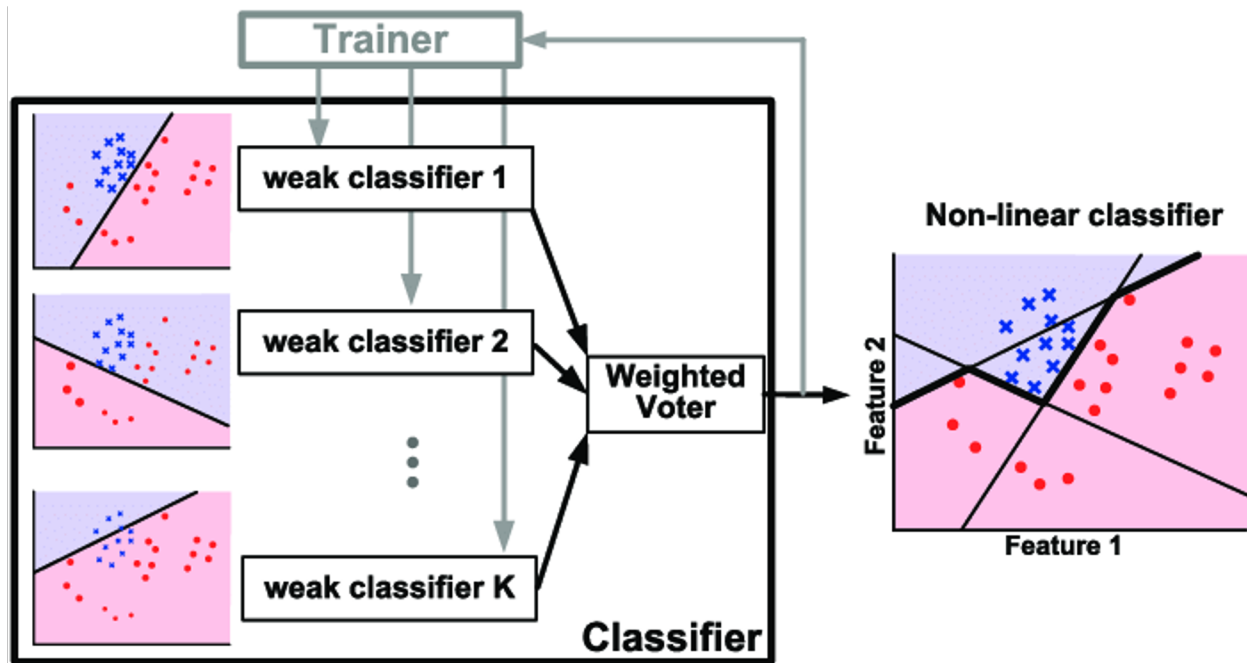 Trainer
weak classifier 1
weak classifier 2
weak classifier K
Weighted
Voter
Classifier
Non-linear classifier
Feature 2
Feature 1